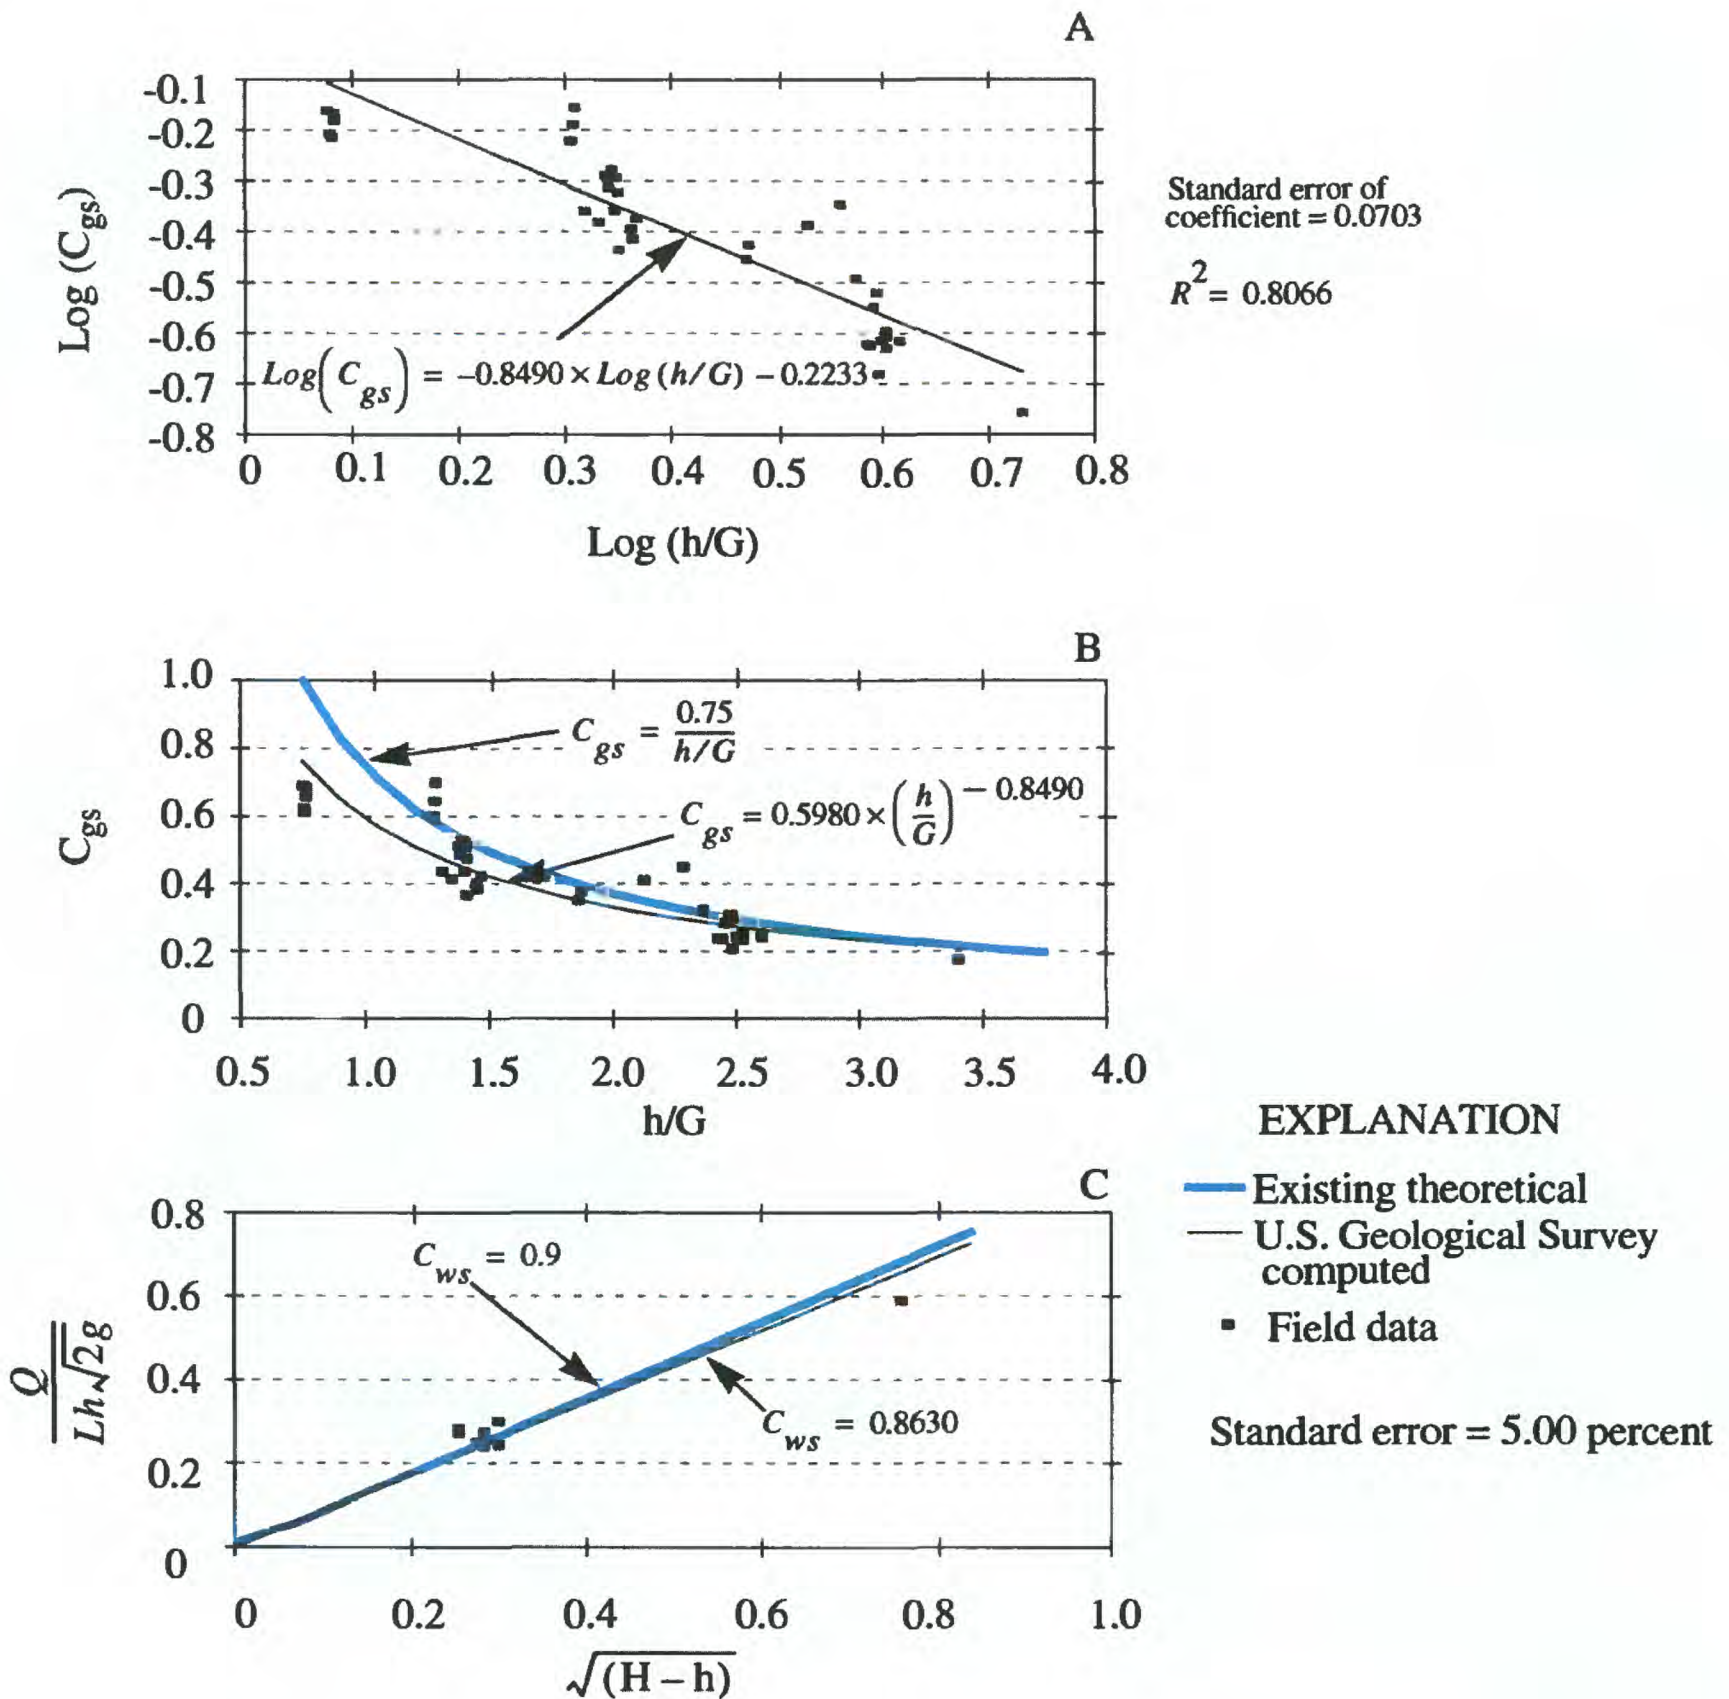 A
-0.1
-0.2
-0.3
-0.4
-0.5
-0.6
-0.7
-0.8
Log (Cgs)
Log(Cgs) = −0.8490 × Log (h/G) − 0.2233
0 0.1 0.2 0.3 0.4 0.5 0.6 0.7 0.8
Log (h/G)
Standard error of
coefficient = 0.0703
R² = 0.8066
B
1.0
0.8
0.6
0.4
0.2
0
Cgs
Cgs = 0.75 / h/G
Cgs = 0.5980 × (h/G) − 0.8490
0.5 1.0 1.5 2.0 2.5 3.0 3.5 4.0
h/G
C
0.8
0.6
0.4
0.2
0
Q / Lh√2g
Cws = 0.9
Cws = 0.8630
0 0.2 0.4 0.6 0.8 1.0
√(H − h)
EXPLANATION
Existing theoretical
U.S. Geological Survey
computed
Field data
Standard error = 5.00 percent